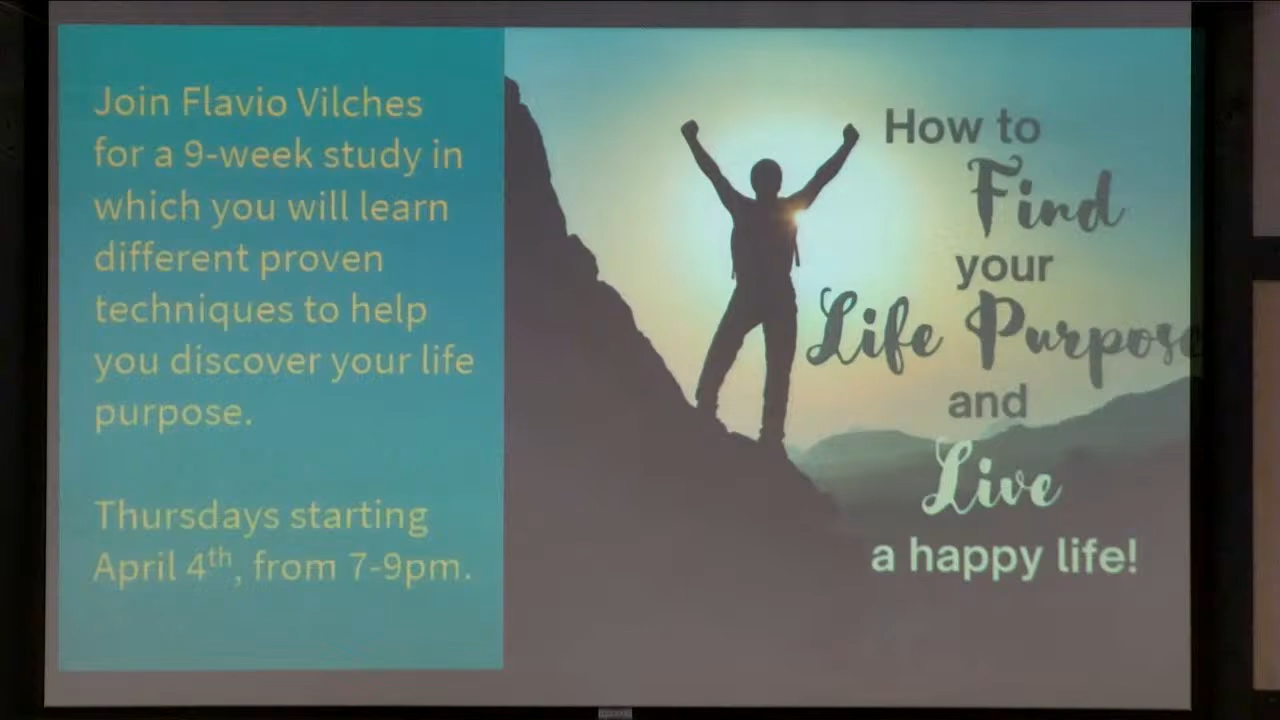 Join Flavio Vilches
for a 9-week study in
which you will learn
different proven
techniques to help
you discover your life
purpose.
Thursdays starting
April 4th, from 7-9pm.
How to
Find
your
Life Purpose
and
Live
a happy life!